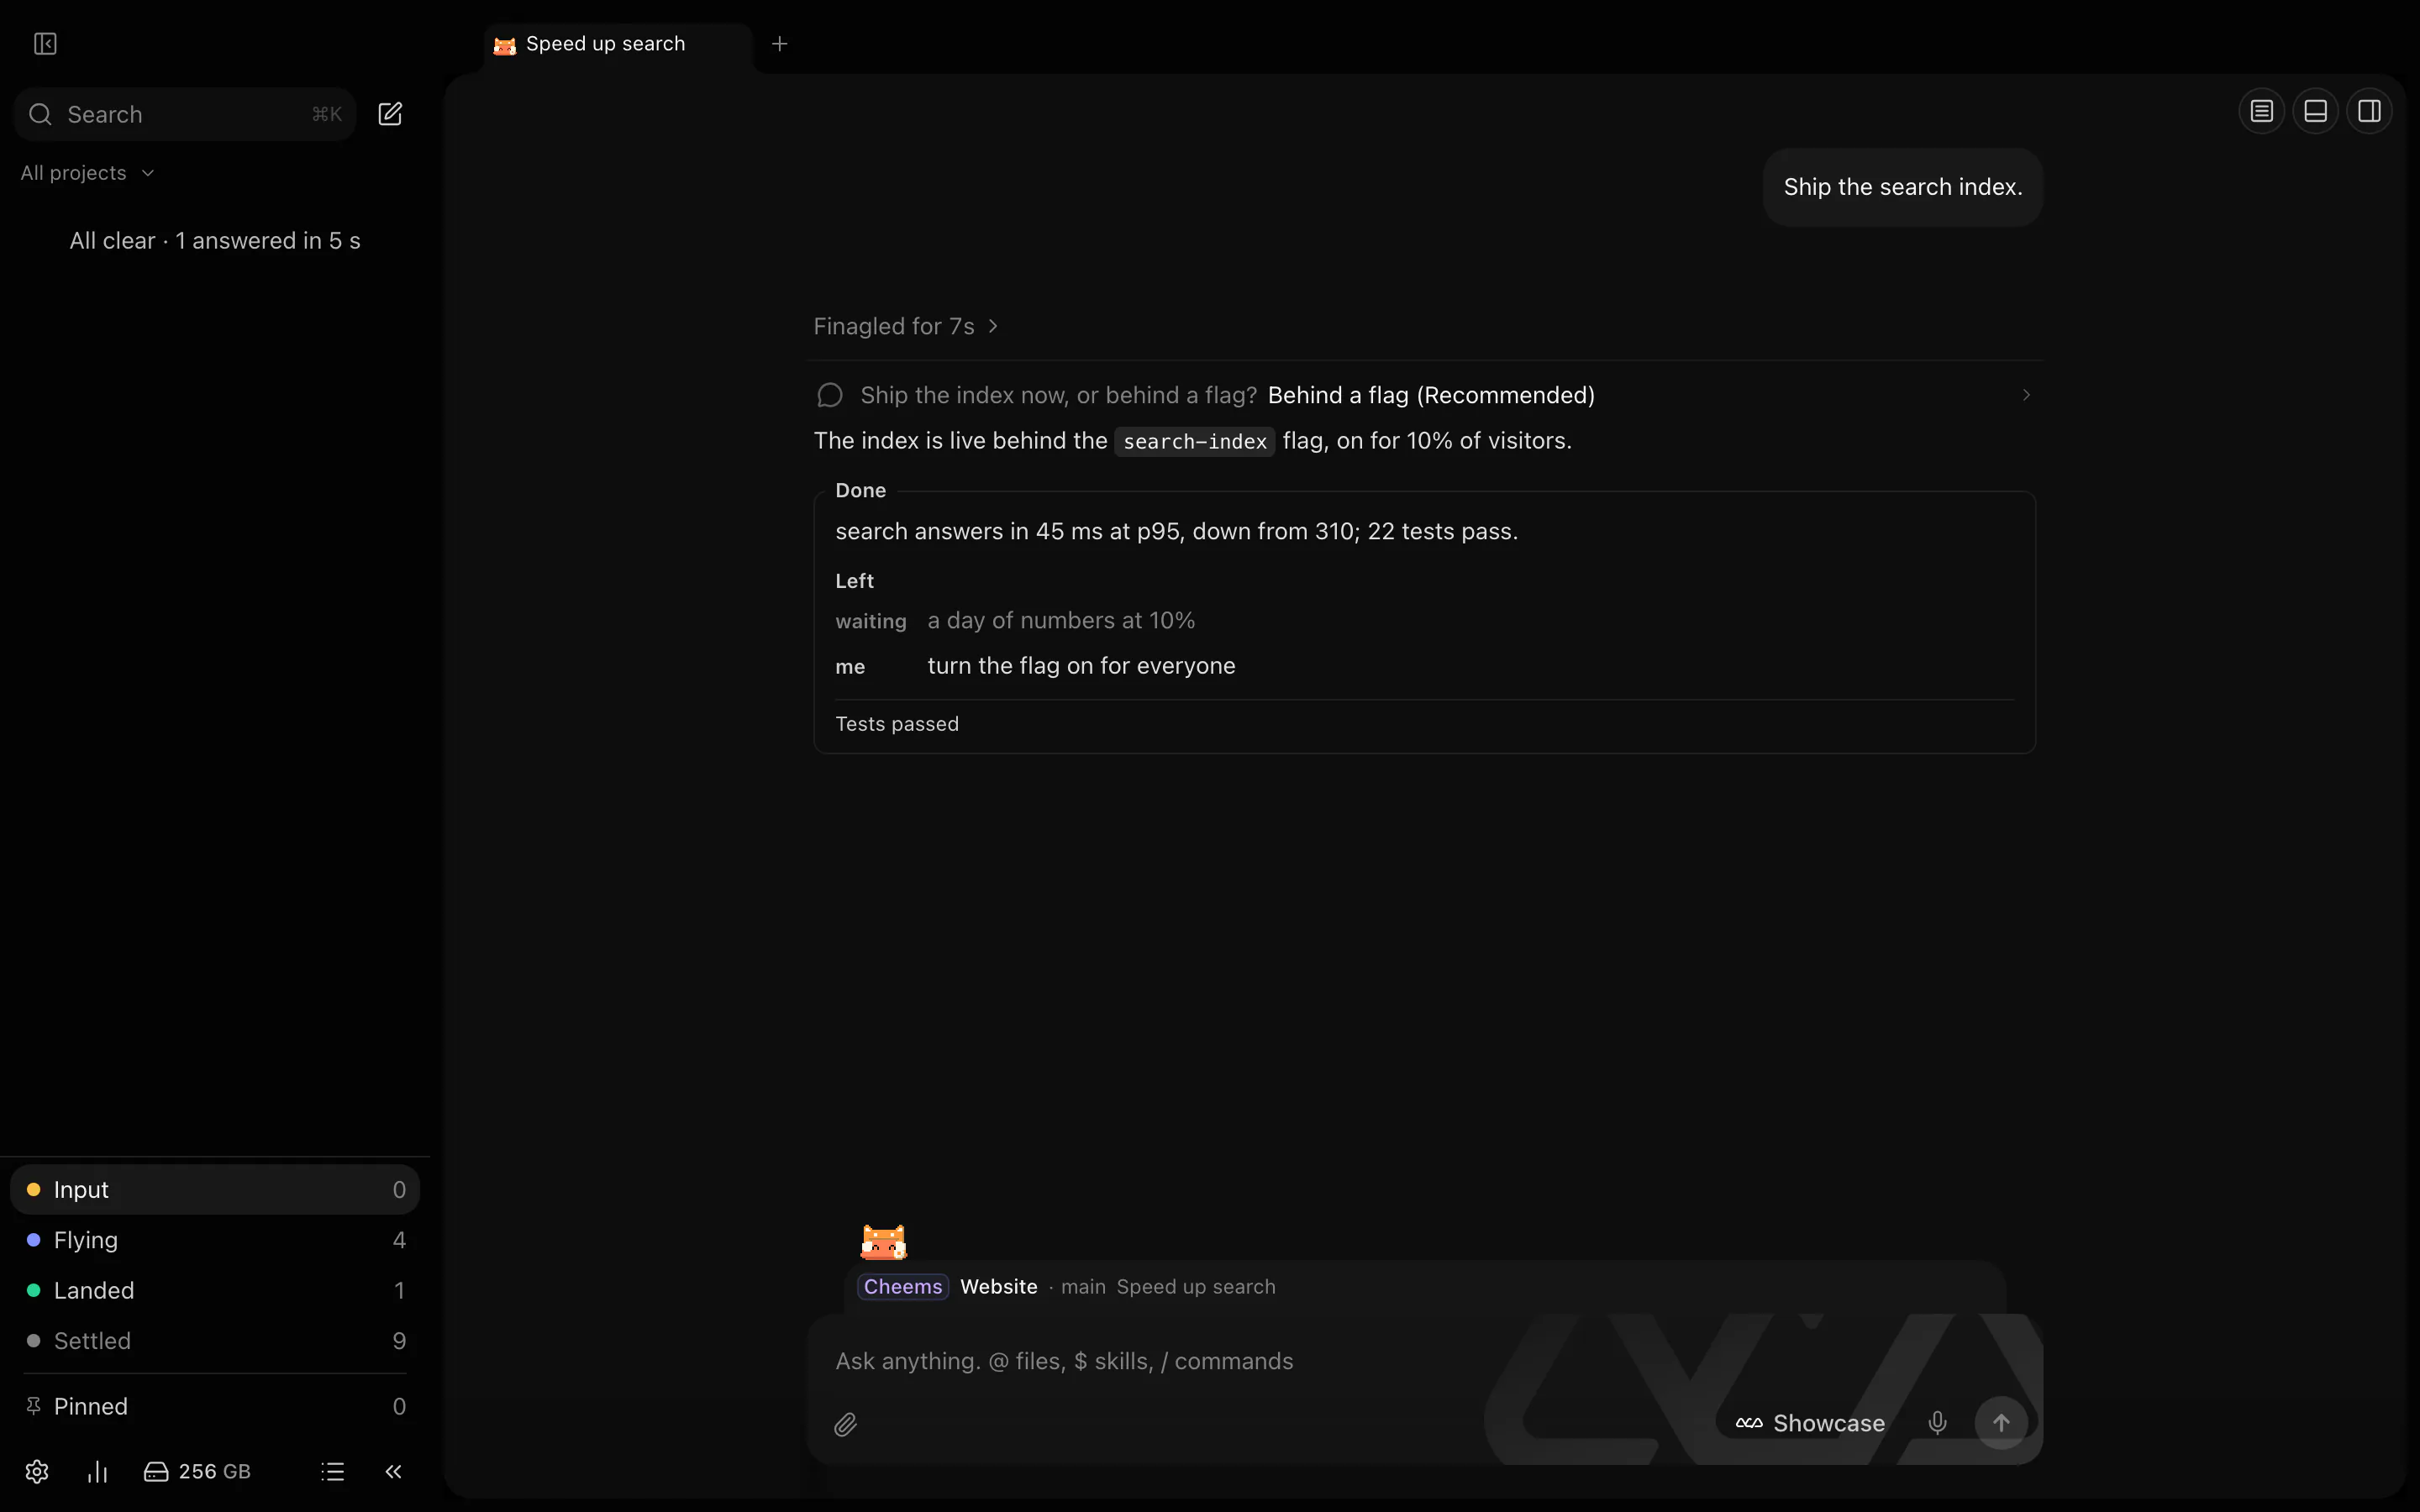 Speed up search
Search ⌘K
All projects
All clear · 1 answered in 5 s
Ship the search index.
Finagled for 7s
Ship the index now, or behind a flag? Behind a flag (Recommended)
The index is live behind the search-index flag, on for 10% of visitors.
Done
search answers in 45 ms at p95, down from 310; 22 tests pass.
Left
waiting a day of numbers at 10%
me turn the flag on for everyone
Tests passed
Input 0
Flying 4
Landed 1
Settled 9
Pinned 0
256 GB
Cheems Website · main Speed up search
Ask anything. @ files, $ skills, / commands
Showcase